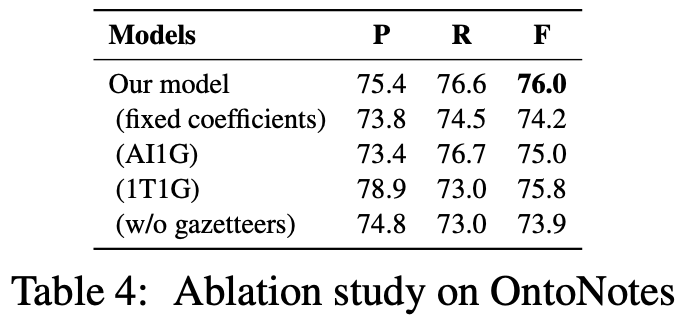 Models P R F
Our model 75.4 76.6 76.0
(fixed coefficients) 73.8 74.5 74.2
(AI1G) 73.4 76.7 75.0
(1T1G) 78.9 73.0 75.8
(w/o gazetteers) 74.8 73.0 73.9
Table 4: Ablation study on OntoNotes